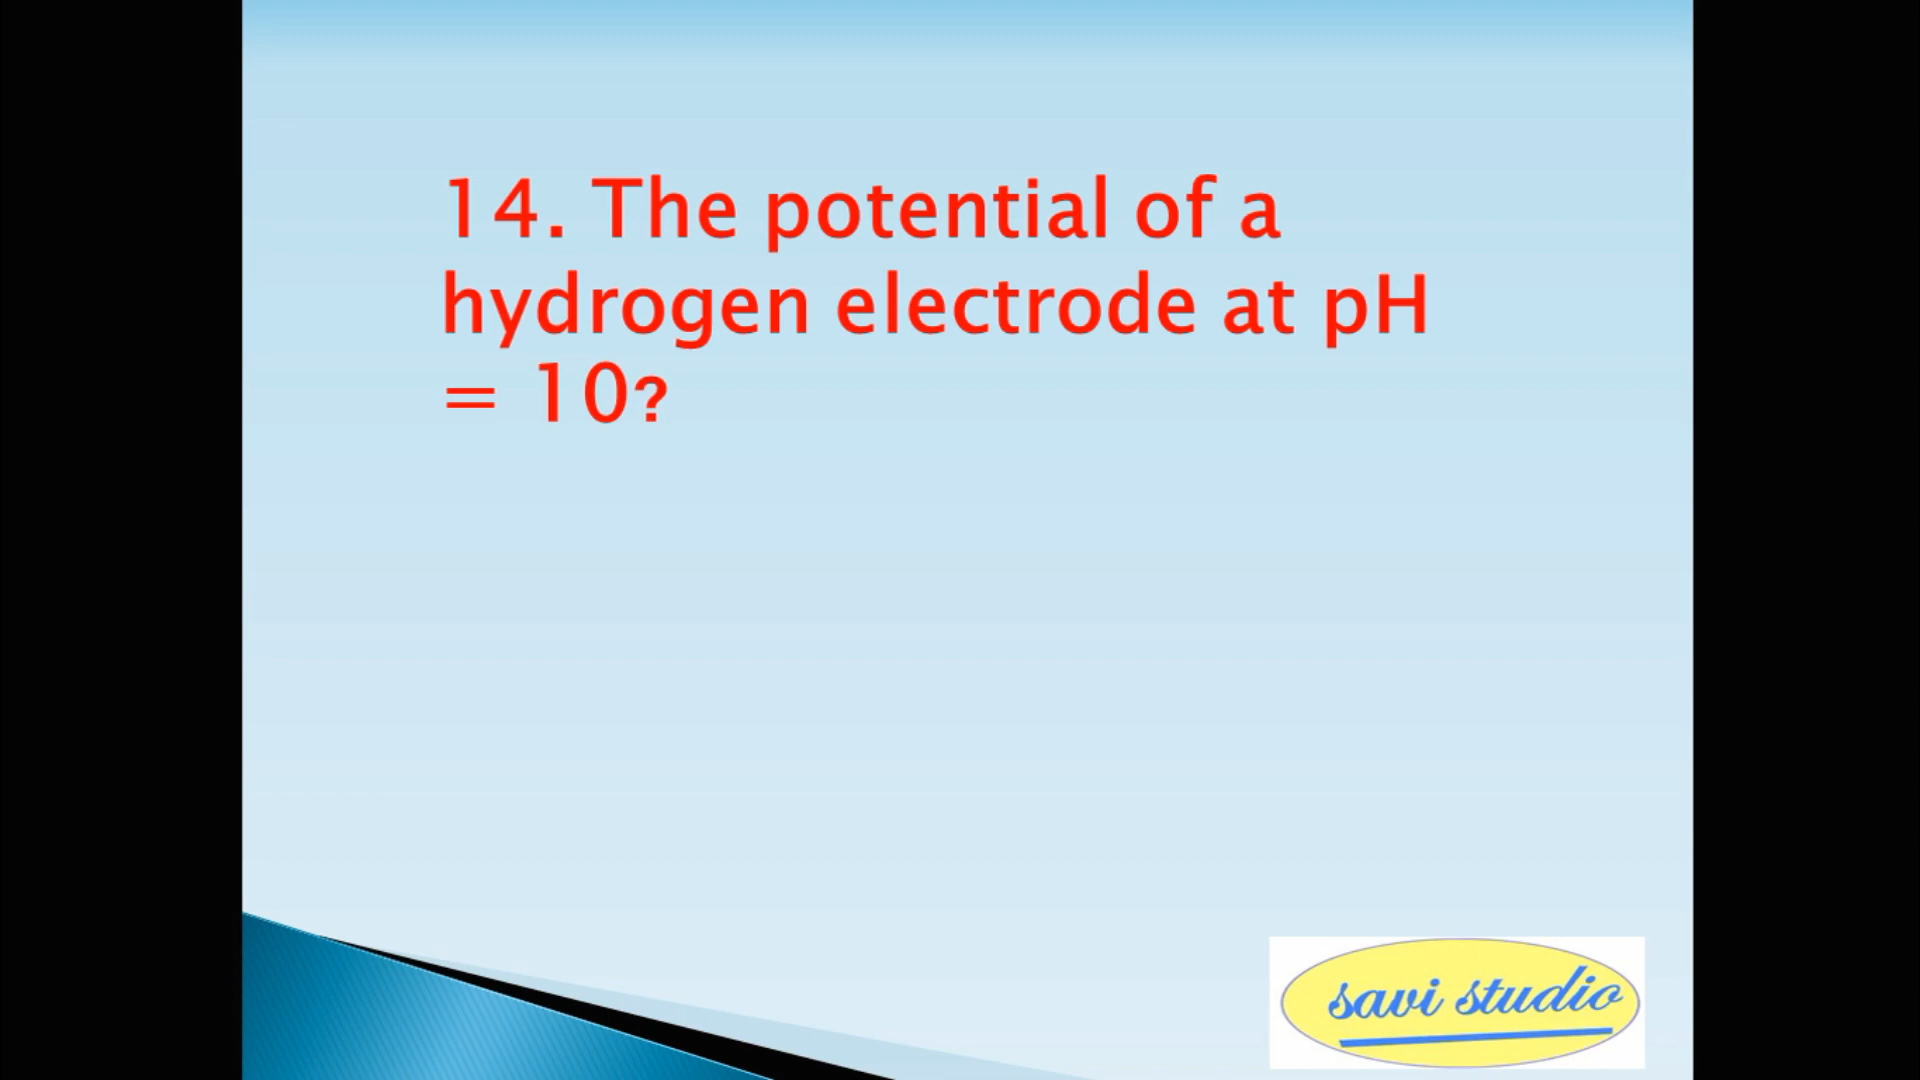 14. The potential of a
hydrogen electrode at pH
= 10?
savi studio